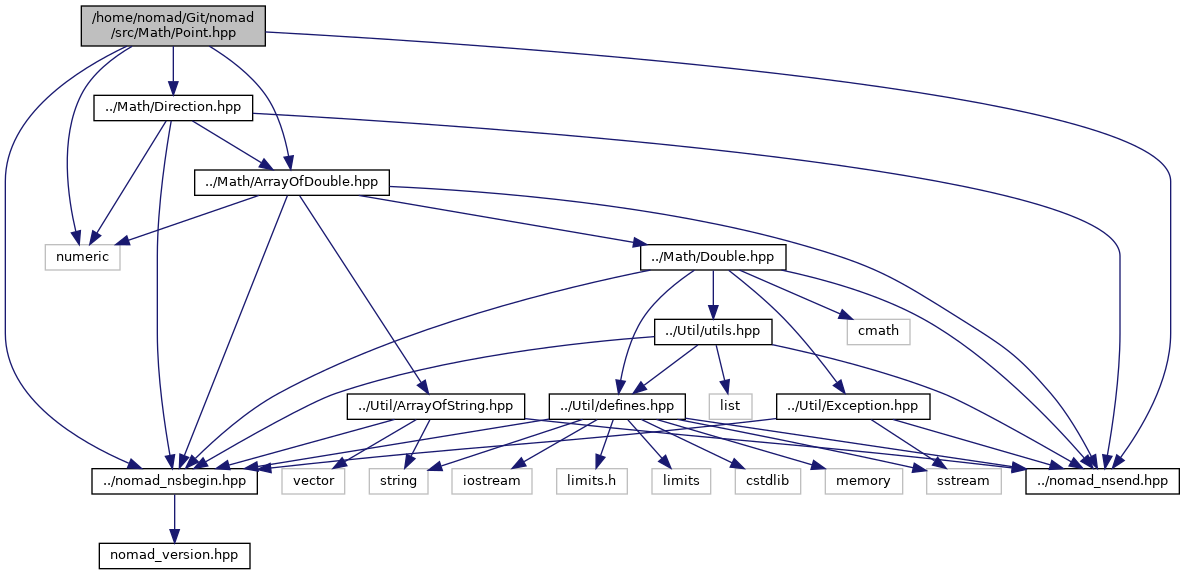 /home/nomad/Git/nomad
/src/Math/Point.hpp
../Math/Direction.hpp
../Math/ArrayOfDouble.hpp
numeric
../Math/Double.hpp
../Util/utils.hpp
cmath
../Util/ArrayOfString.hpp
../Util/defines.hpp
list
../Util/Exception.hpp
../nomad_nsbegin.hpp
vector
string
iostream
limits.h
limits
cstdlib
memory
sstream
../nomad_nsend.hpp
nomad_version.hpp